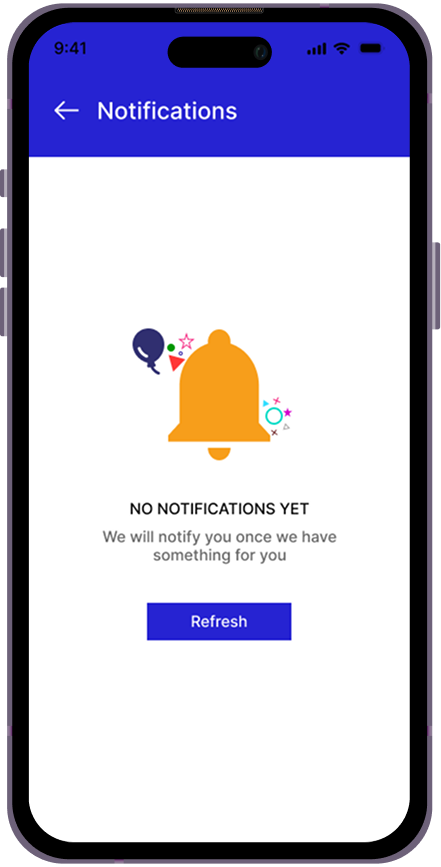 9:41
Notifications
NO NOTIFICATIONS YET
We will notify you once we have
something for you
Refresh